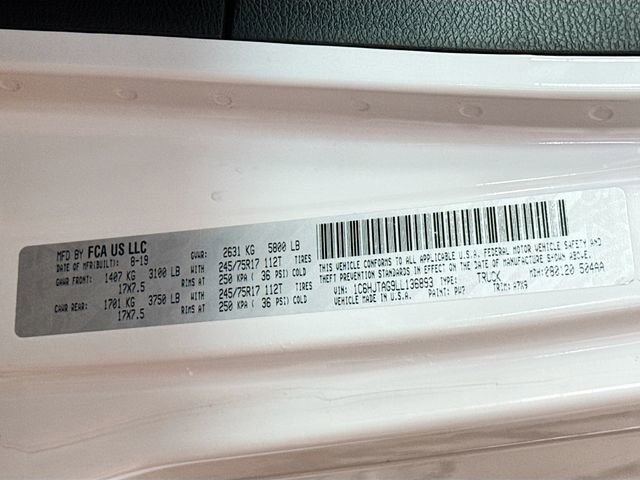 MFD BY FCA US LLC
DATE OF MFR(BUILT): 8-19 GVWR: 2631 KG 5800 LB
GAWR FRONT: 1407 KG 3100 LB WITH 245/75R17 112T TIRES
17X7.5 RIMS AT 250 KPA ( 36 PSI) COLD
GAWR REAR: 1701 KG 3750 LB WITH 245/75R17 112T TIRES
17X7.5 RIMS AT 250 KPA ( 36 PSI) COLD
THIS VEHICLE CONFORMS TO ALL APPLICABLE U.S.A. FEDERAL MOTOR VEHICLE SAFETY AND
THEFT PREVENTION STANDARDS IN EFFECT ON THE DATE OF MANUFACTURE SHOWN ABOVE.
VIN: 1C6HJTAG9LL136893 TYPE: TRUCK MDH: 
MADE IN U.S.A. PAINT: PW7 TRIM: A7X9